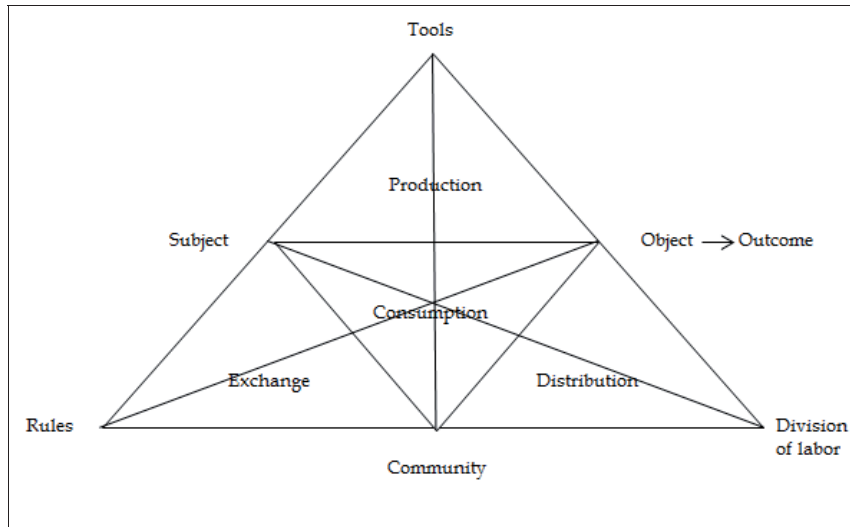 Tools
Production
Subject
Object → Outcome
Consumption
Exchange
Distribution
Rules
Division
of labor
Community